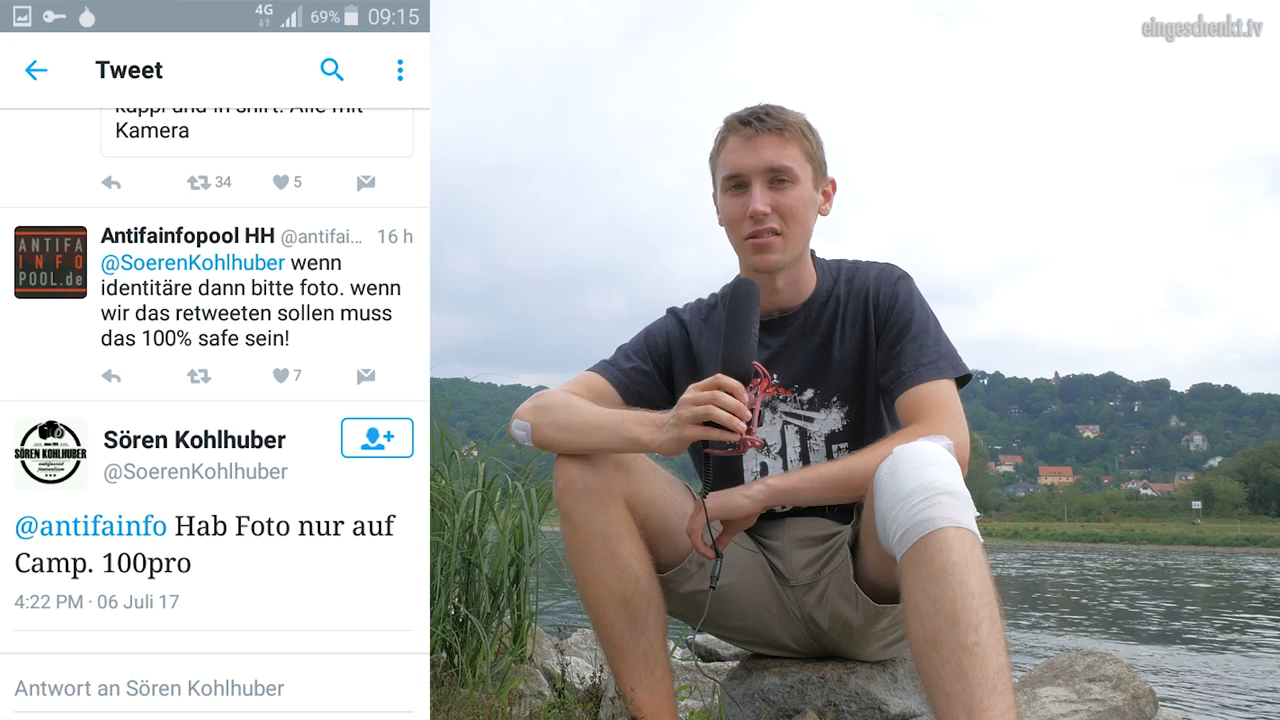 4G 69% 09:15
Tweet
Kamera
34 5
Antifainfopool HH @antifai... 16 h
@SoerenKohlhuber wenn
identitäre dann bitte foto. wenn
wir das retweeten sollen muss
das 100% safe sein!
7
ANTIFA
INFO
POOL.de
Sören Kohlhuber
@SoerenKohlhuber
SÖREN KOHLHUBER
@antifainfo Hab Foto nur auf
Camp. 100pro
4:22 PM · 06 Juli 17
Antwort an Sören Kohlhuber
eingeschenkt.tv